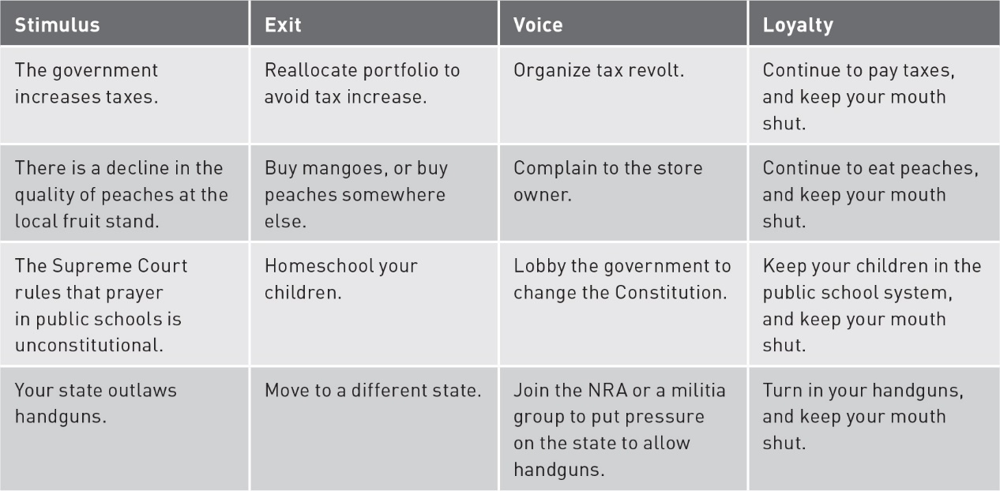 Stimulus
Exit
Voice
Loyalty
The government
increases taxes.
Reallocate portfolio to
avoid tax increase.
Organize tax revolt.
Continue to pay taxes,
and keep your mouth
shut.
There is a decline in the
quality of peaches at the
local fruit stand.
Buy mangoes, or buy
peaches somewhere
else.
Complain to the store
owner.
Continue to eat peaches,
and keep your mouth
shut.
The Supreme Court
rules that prayer
in public schools is
unconstitutional.
Homeschool your
children.
Lobby the government to
change the Constitution.
Keep your children in the
public school system,
and keep your mouth
shut.
Your state outlaws
handguns.
Move to a different state.
Join the NRA or a militia
group to put pressure
on the state to allow
handguns.
Turn in your handguns,
and keep your mouth
shut.